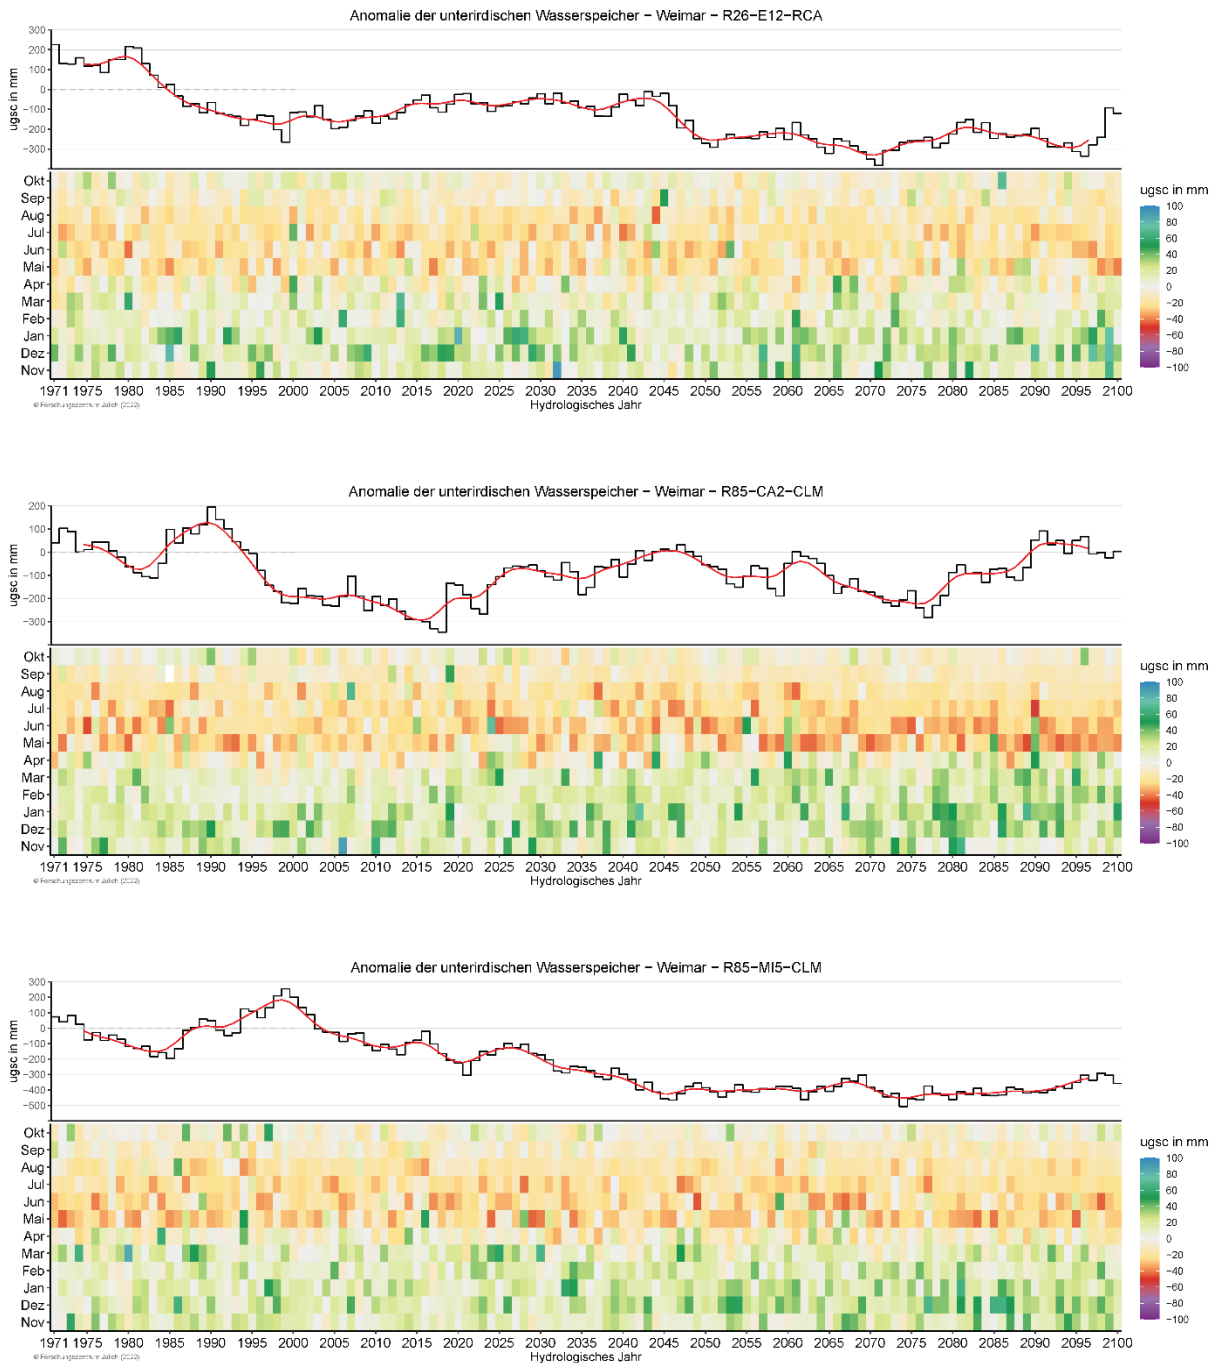 Anomalie der unterirdischen Wasserspeicher − Weimar − R26−E12−RCA
ugsc in mm
300
200
100
0
−100
−200
−300
Okt
Sep
Aug
Jul
Jun
Mai
Apr
Mar
Feb
Jan
Dez
Nov
1971 1975 1980 1985 1990 1995 2000 2005 2010 2015 2020 2025 2030 2035 2040 2045 2050 2055 2060 2065 2070 2075 2080 2085 2090 2095 2100
Hydrologisches Jahr
© Forschungszentrum Jülich (2022)
ugsc in mm
100
80
60
40
20
0
−20
−40
−60
−80
−100
Anomalie der unterirdischen Wasserspeicher − Weimar − R85−CA2−CLM
ugsc in mm
200
100
0
−100
−200
−300
Okt
Sep
Aug
Jul
Jun
Mai
Apr
Mar
Feb
Jan
Dez
Nov
1971 1975 1980 1985 1990 1995 2000 2005 2010 2015 2020 2025 2030 2035 2040 2045 2050 2055 2060 2065 2070 2075 2080 2085 2090 2095 2100
Hydrologisches Jahr
© Forschungszentrum Jülich (2022)
ugsc in mm
100
80
60
40
20
0
−20
−40
−60
−80
−100
Anomalie der unterirdischen Wasserspeicher − Weimar − R85−MI5−CLM
ugsc in mm
300
200
100
0
−100
−200
−300
−400
−500
Okt
Sep
Aug
Jul
Jun
Mai
Apr
Mar
Feb
Jan
Dez
Nov
1971 1975 1980 1985 1990 1995 2000 2005 2010 2015 2020 2025 2030 2035 2040 2045 2050 2055 2060 2065 2070 2075 2080 2085 2090 2095 2100
Hydrologisches Jahr
© Forschungszentrum Jülich (2022)
ugsc in mm
100
80
60
40
20
0
−20
−40
−60
−80
−100